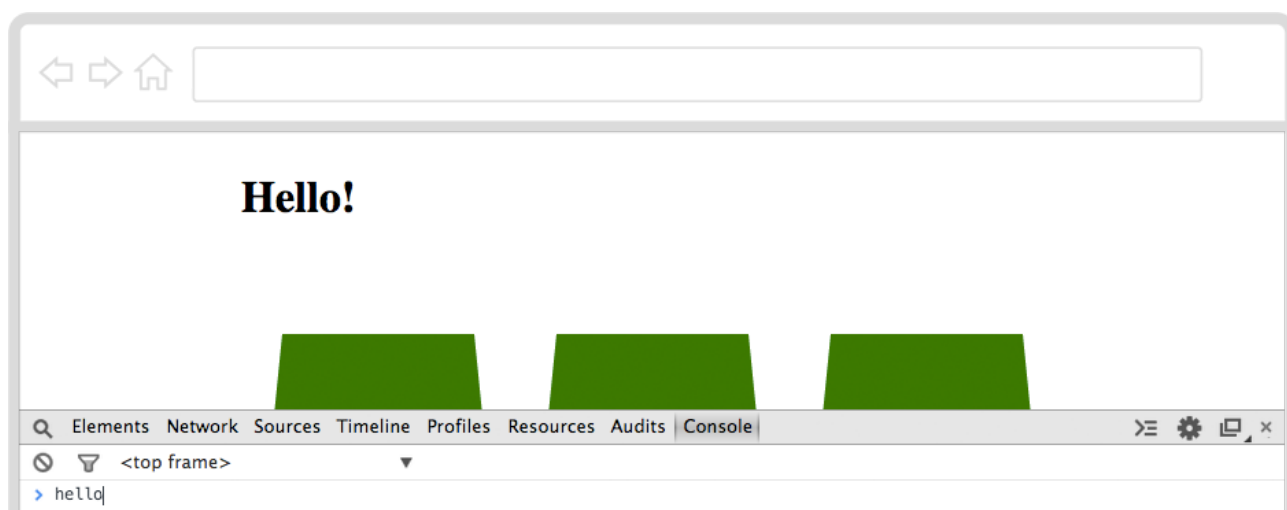 Hello!
Elements Network Sources Timeline Profiles Resources Audits Console
<top frame>
hello